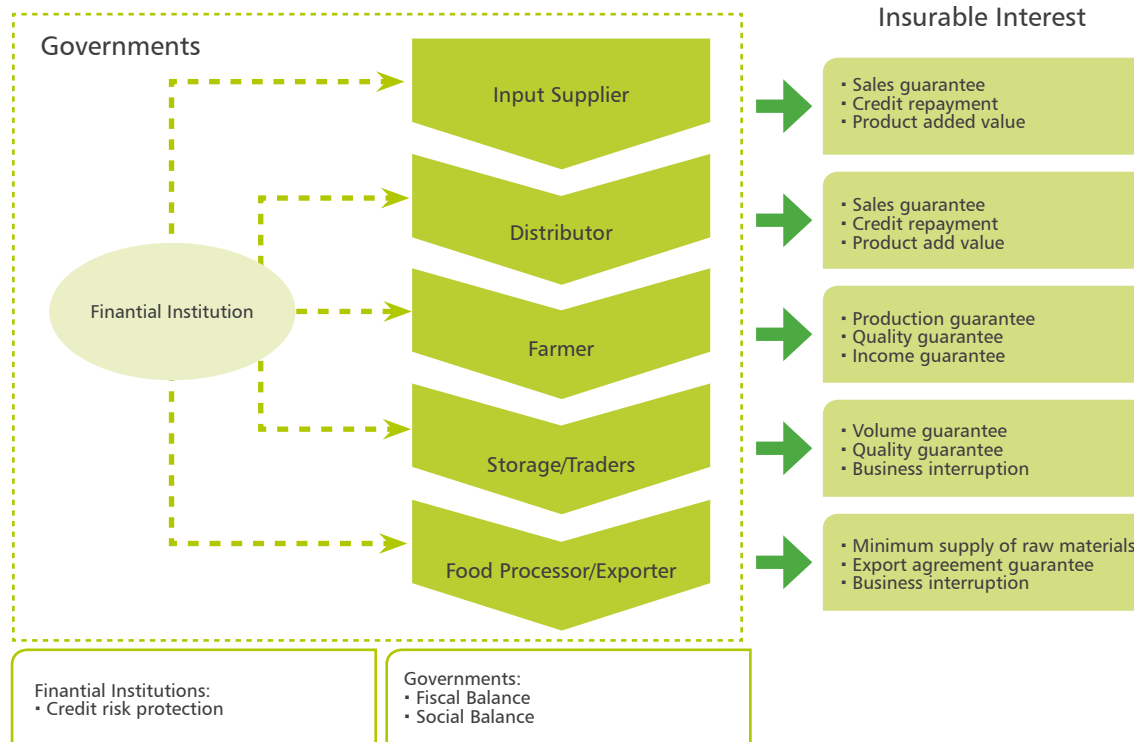 Insurable Interest
Governments
Input Supplier
▪ Sales guarantee
▪ Credit repayment
▪ Product added value
Distributor
▪ Sales guarantee
▪ Credit repayment
▪ Product add value
Finantial Institution
Farmer
▪ Production guarantee
▪ Quality guarantee
▪ Income guarantee
Storage/Traders
▪ Volume guarantee
▪ Quality guarantee
▪ Business interruption
Food Processor/Exporter
▪ Minimum supply of raw materials
▪ Export agreement guarantee
▪ Business interruption
Finantial Institutions:
▪ Credit risk protection
Governments:
▪ Fiscal Balance
▪ Social Balance